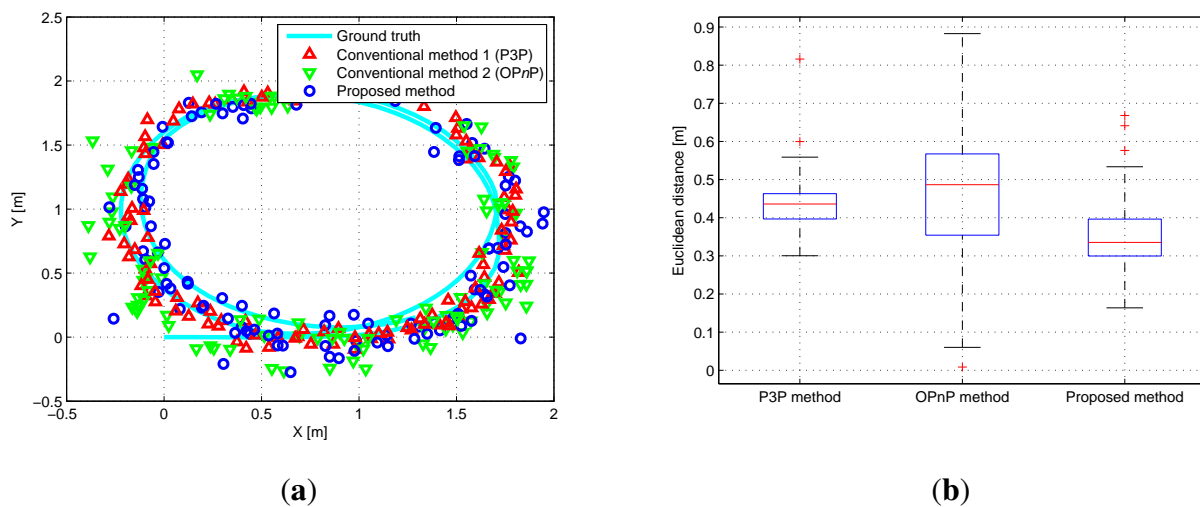 2.5
2
1.5
1
0.5
0
−0.5
Y [m]
−0.5
0
0.5
1
1.5
2
X [m]
Ground truth
Conventional method 1 (P3P)
Conventional method 2 (OPnP)
Proposed method
(a)
0.9
0.8
0.7
0.6
0.5
0.4
0.3
0.2
0.1
0
Euclidean distance [m]
P3P method
OPnP method
Proposed method
(b)